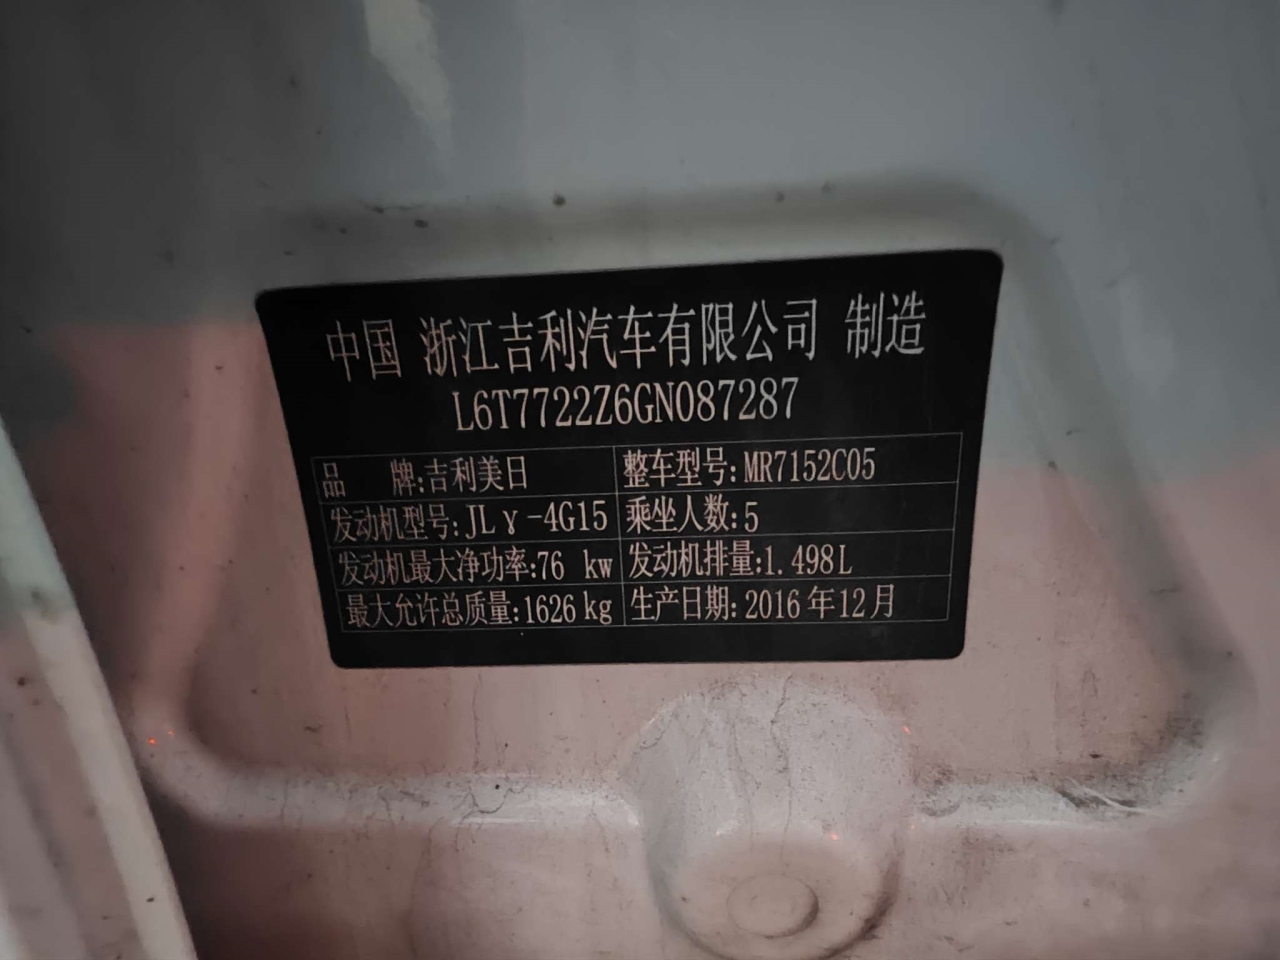 中国 浙江吉利汽车有限公司 制造
L6T7722Z6GN087287
品 牌:吉利美日 整车型号:MR7152C05
发动机型号:JLγ-4G15 乘坐人数:5
发动机最大净功率:76 kw 发动机排量:1.498L
最大允许总质量:1626kg 生产日期:2016年12月